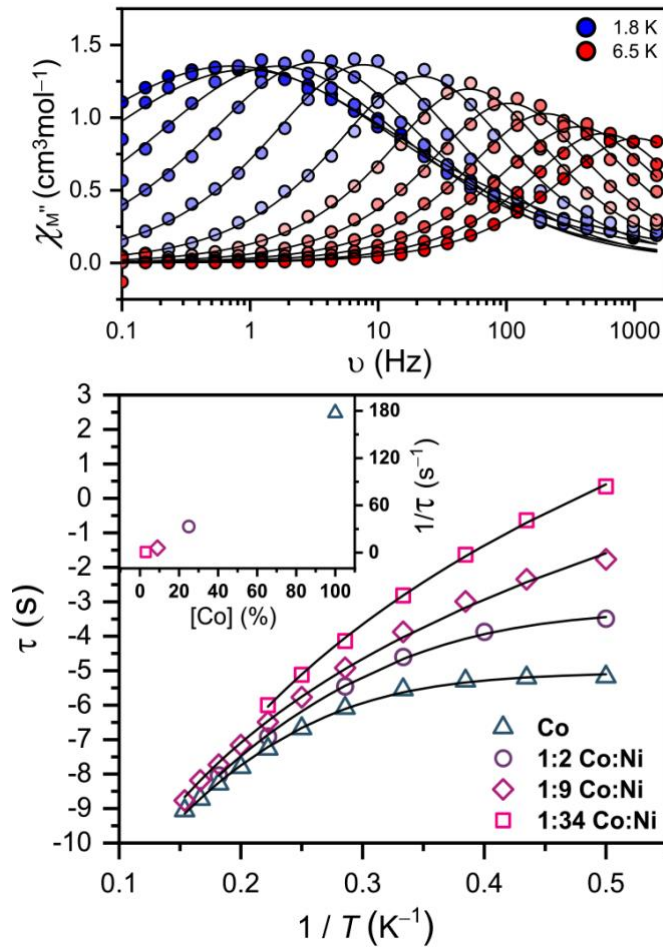 1.8 K
6.5 K
χM" (cm³mol⁻¹)
1.5
1.0
0.5
0.0
0.1 1 10 100 1000
υ (Hz)
τ (s)
3
2
1
0
-1
-2
-3
-4
-5
-6
-7
-8
-9
-10
180
120
60
0
1/τ (s⁻¹)
0 20 40 60 80 100
[Co] (%)
Co
1:2 Co:Ni
1:9 Co:Ni
1:34 Co:Ni
0.1 0.2 0.3 0.4 0.5
1 / T (K⁻¹)